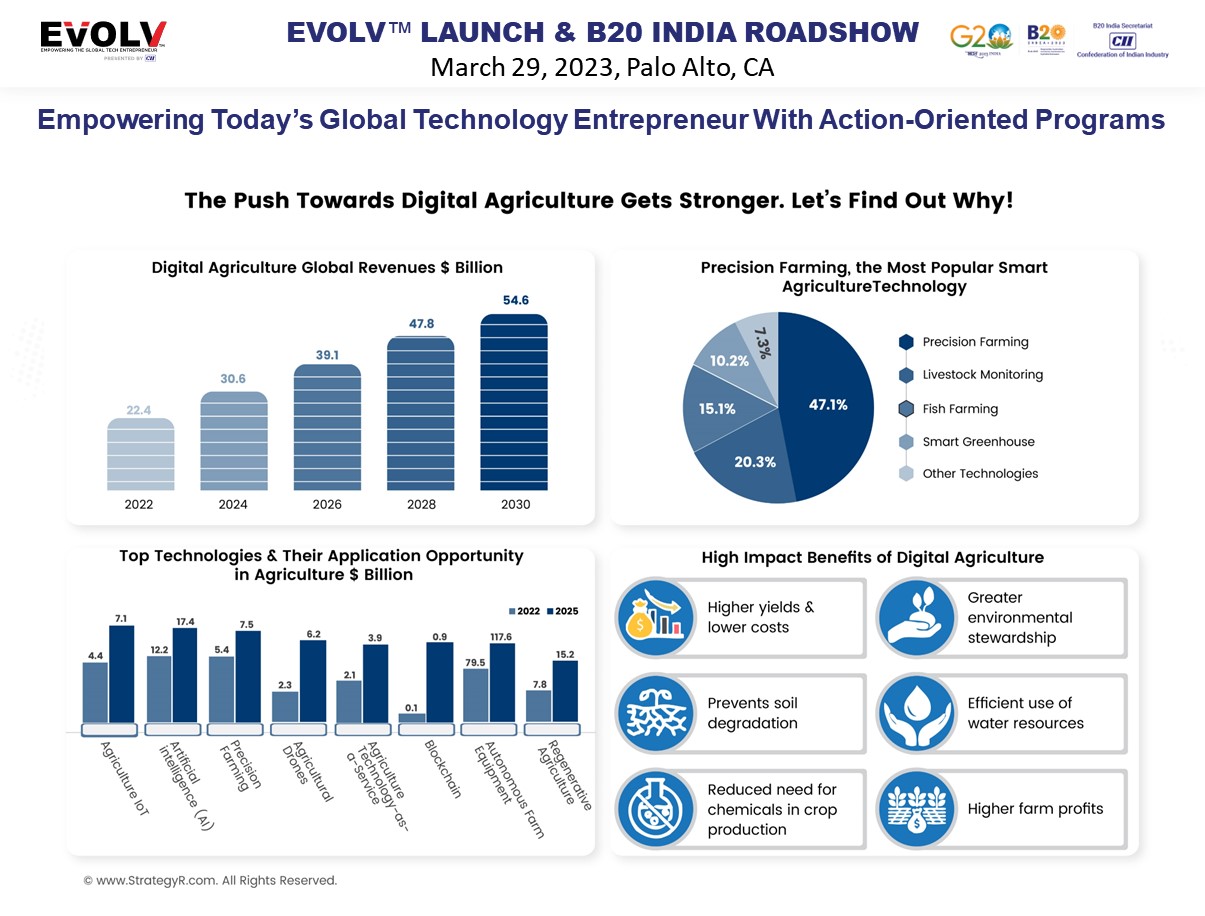 EVOLV™
EMPOWERING THE GLOBAL TECH ENTREPRENEUR
PRESENTED BY CII
EVOLV™ LAUNCH & B20 INDIA ROADSHOW
March 29, 2023, Palo Alto, CA
G20
B20
B20 India Secretariat
CII
Confederation of Indian Industry
Empowering Today's Global Technology Entrepreneur With Action-Oriented Programs
The Push Towards Digital Agriculture Gets Stronger. Let's Find Out Why!
Digital Agriculture Global Revenues $ Billion
22.4
30.6
39.1
47.8
54.6
2022
2024
2026
2028
2030
Precision Farming, the Most Popular Smart
AgricultureTechnology
7.3%
10.2%
15.1%
20.3%
47.1%
Precision Farming
Livestock Monitoring
Fish Farming
Smart Greenhouse
Other Technologies
Top Technologies & Their Application Opportunity
in Agriculture $ Billion
2022
2025
4.4
7.1
12.2
17.4
5.4
7.5
2.3
6.2
2.1
3.9
0.1
0.9
79.5
117.6
7.8
15.2
Agriculture IoT
Artificial
Intelligence (AI)
Precision
Farming
Agricultural
Drones
Agriculture
Technology-as-
a-Service
Blockchain
Autonomous Farm
Equipment
Regenerative
Agriculture
High Impact Benefits of Digital Agriculture
Higher yields &
lower costs
Greater
environmental
stewardship
Prevents soil
degradation
Efficient use of
water resources
Reduced need for
chemicals in crop
production
Higher farm profits
© www.StrategyR.com. All Rights Reserved.